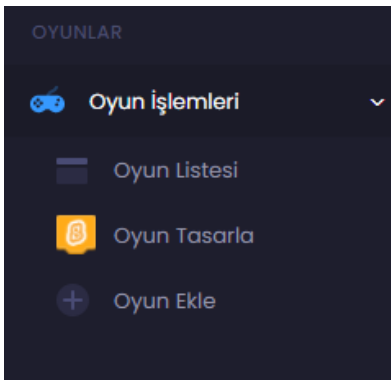 OYUNLAR
Oyun İşlemleri
Oyun Listesi
Oyun Tasarla
Oyun Ekle